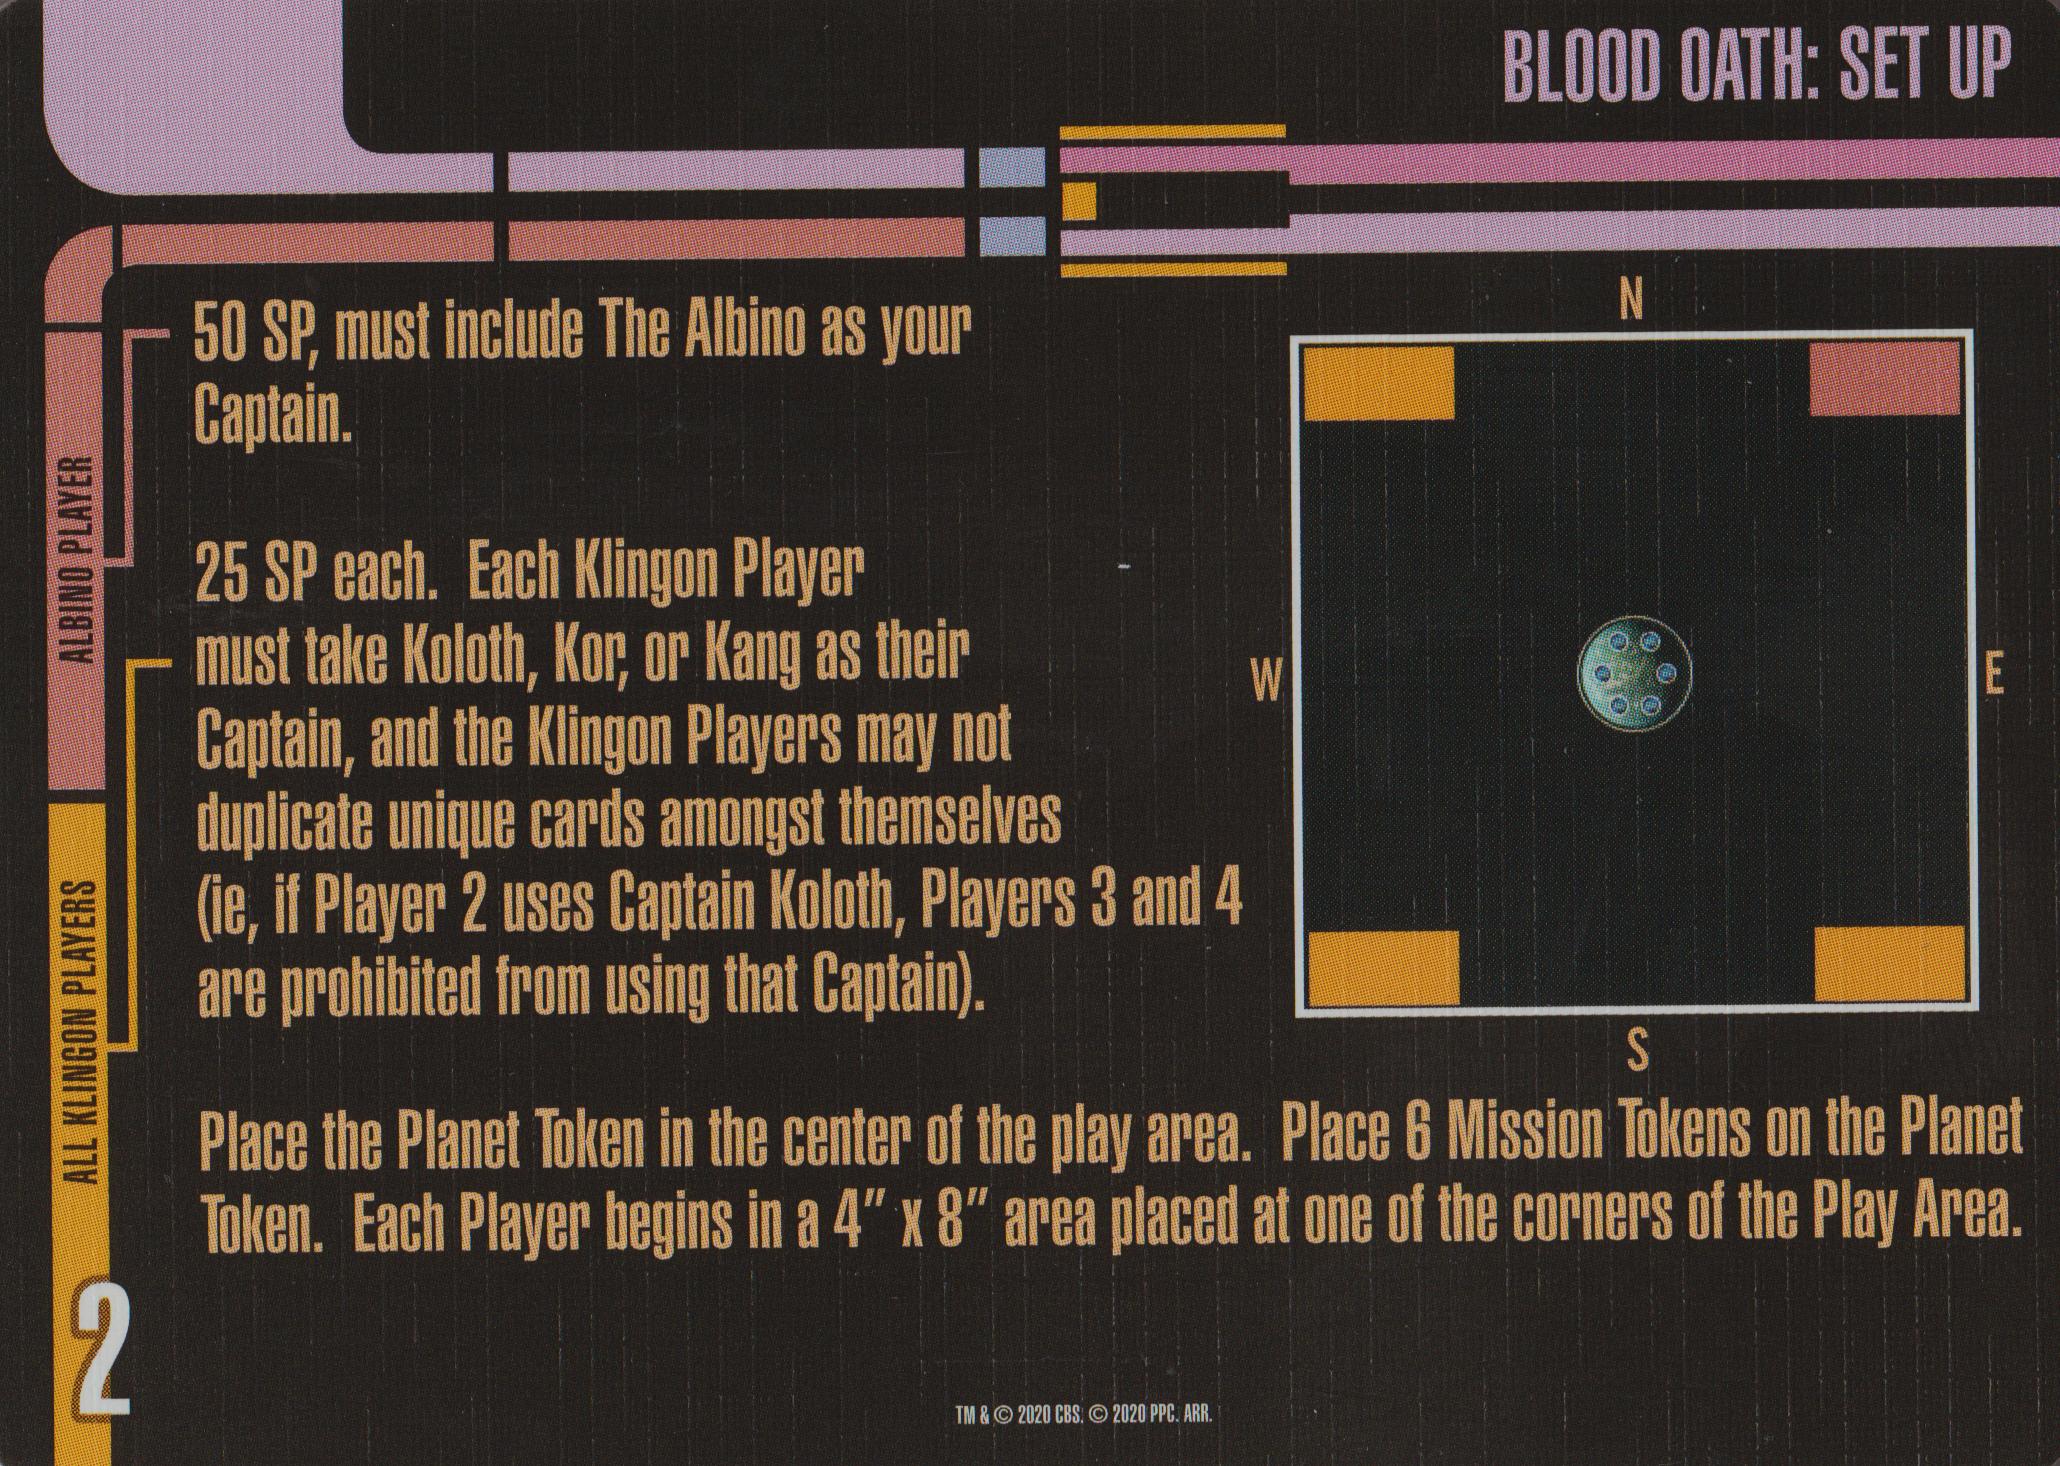 BLOOD OATH: SET UP
ALBINO PLAYER
50 SP, must include The Albino as your
Captain.
ALL KLINGON PLAYERS
25 SP each.  Each Klingon Player
must take Koloth, Kor, or Kang as their
Captain, and the Klingon Players may not
duplicate unique cards amongst themselves
(ie, if Player 2 uses Captain Koloth, Players 3 and 4
are prohibited from using that Captain).
N
W
E
S
Place the Planet Token in the center of the play area.  Place 6 Mission Tokens on the Planet
Token.  Each Player begins in a 4” x 8” area placed at one of the corners of the Play Area.
2
TM & © 2020 CBS. © 2020 PPC. ARR.